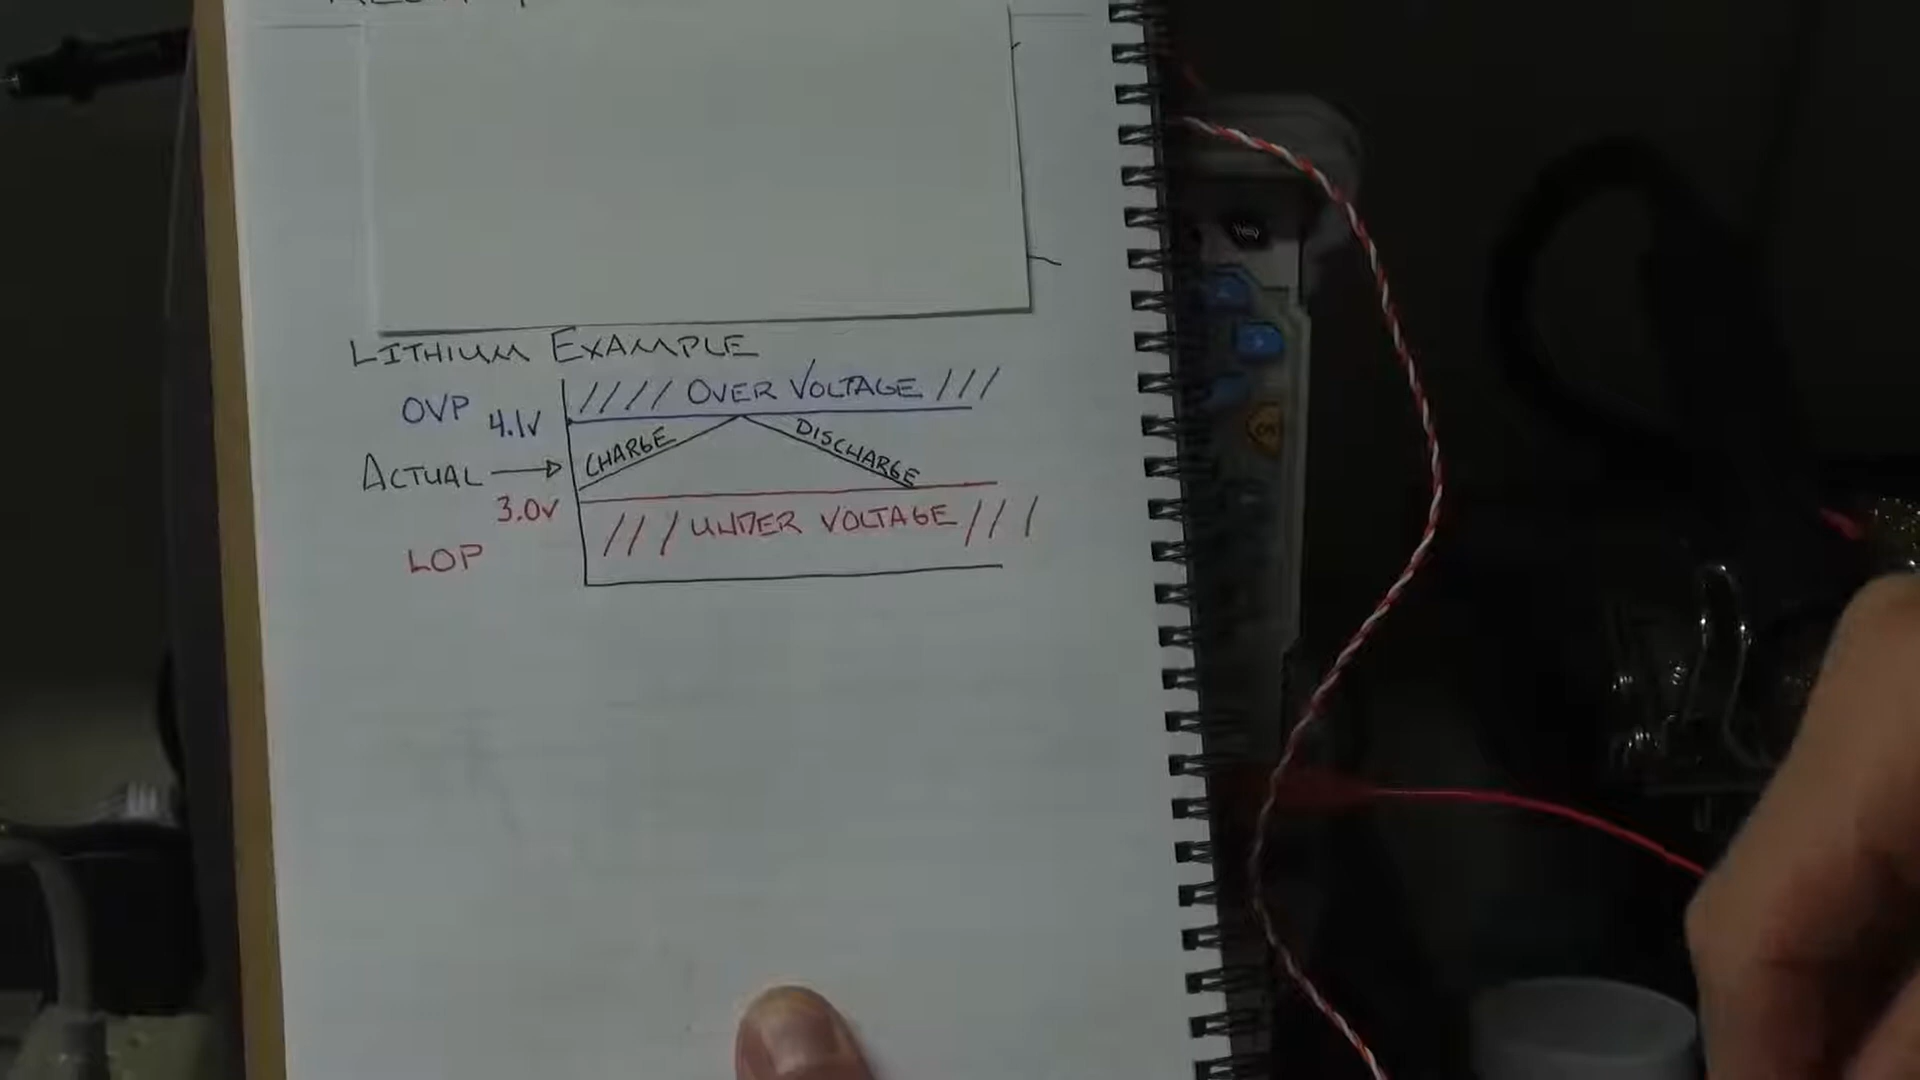 LITHIUM EXAMPLE
OVP
4.1V
//// OVER VOLTAGE ///
CHARGE
DISCHARGE
ACTUAL
3.0V
/// UNDER VOLTAGE ///
LOP